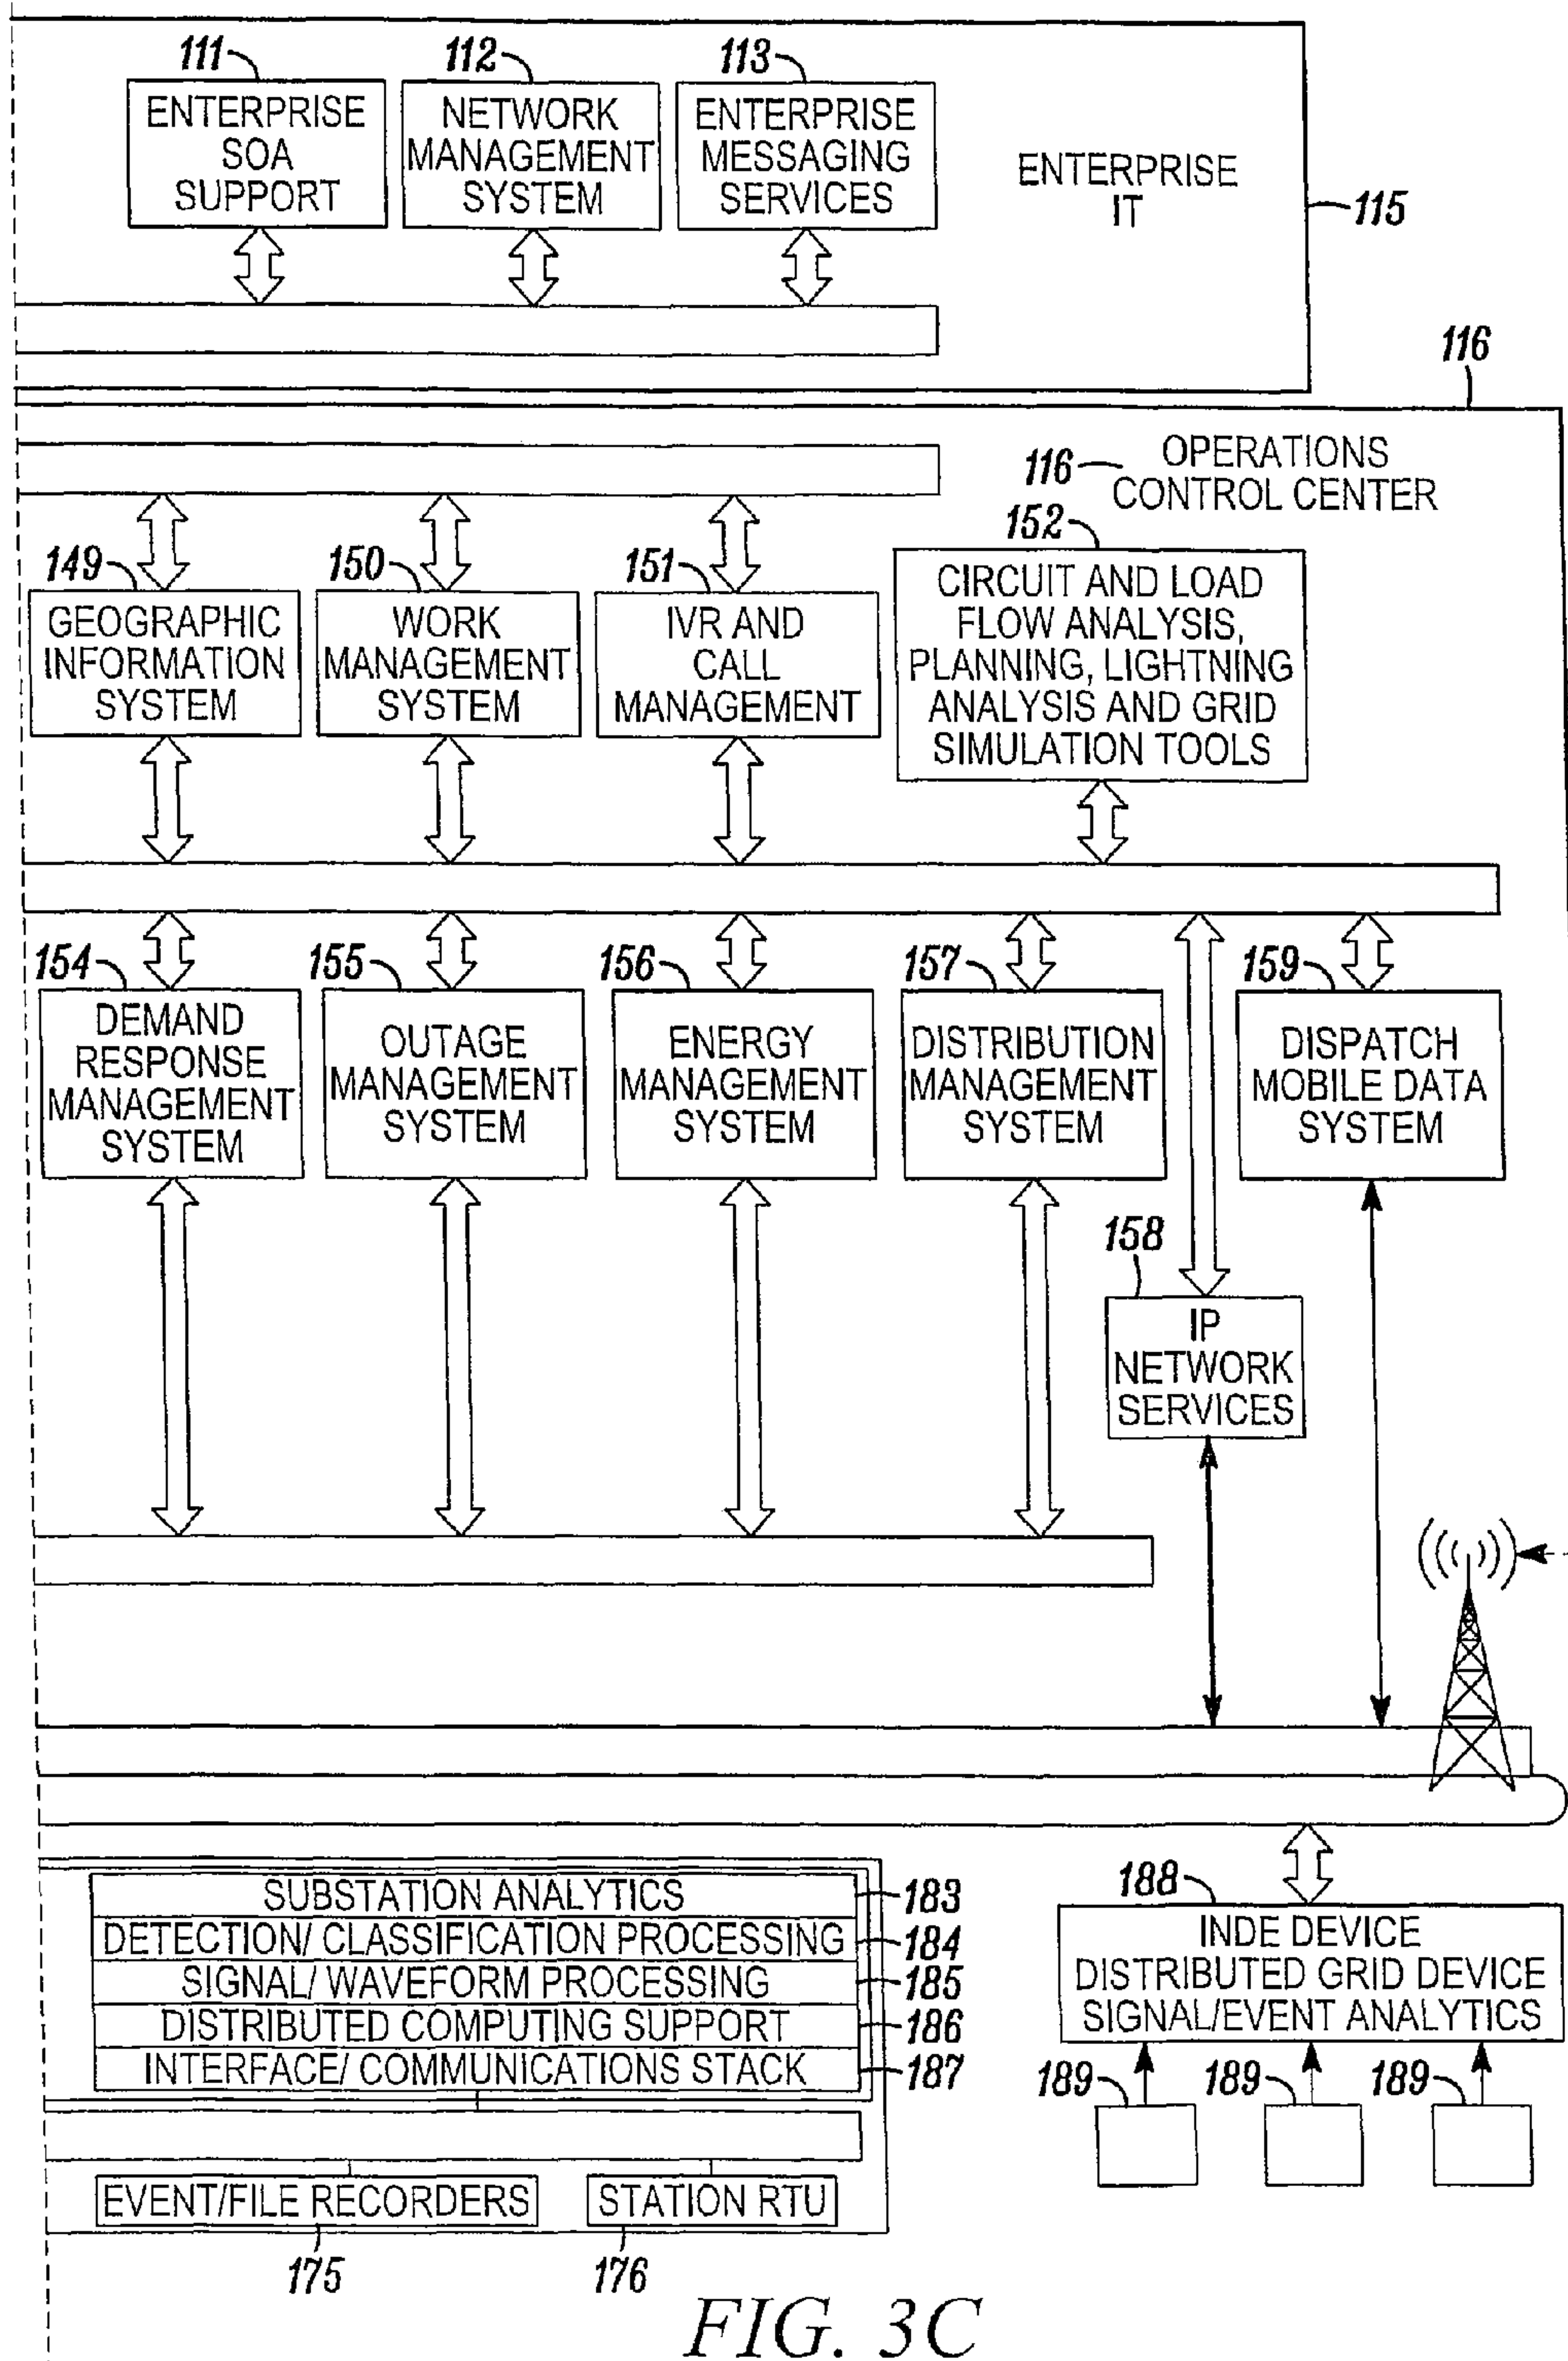 111
112
113
ENTERPRISE
SOA
SUPPORT
NETWORK
MANAGEMENT
SYSTEM
ENTERPRISE
MESSAGING
SERVICES
ENTERPRISE
IT
115
116
116
OPERATIONS
CONTROL CENTER
149
150
151
152
GEOGRAPHIC
INFORMATION
SYSTEM
WORK
MANAGEMENT
SYSTEM
IVR AND
CALL
MANAGEMENT
CIRCUIT AND LOAD
FLOW ANALYSIS,
PLANNING, LIGHTNING
ANALYSIS AND GRID
SIMULATION TOOLS
154
155
156
157
159
DEMAND
RESPONSE
MANAGEMENT
SYSTEM
OUTAGE
MANAGEMENT
SYSTEM
ENERGY
MANAGEMENT
SYSTEM
DISTRIBUTION
MANAGEMENT
SYSTEM
DISPATCH
MOBILE DATA
SYSTEM
158
IP
NETWORK
SERVICES
SUBSTATION ANALYTICS
183
DETECTION/ CLASSIFICATION PROCESSING
184
SIGNAL/ WAVEFORM PROCESSING
185
DISTRIBUTED COMPUTING SUPPORT
186
INTERFACE/ COMMUNICATIONS STACK
187
188
INDE DEVICE
DISTRIBUTED GRID DEVICE
SIGNAL/EVENT ANALYTICS
189
189
189
EVENT/FILE RECORDERS
STATION RTU
175
176
FIG. 3C